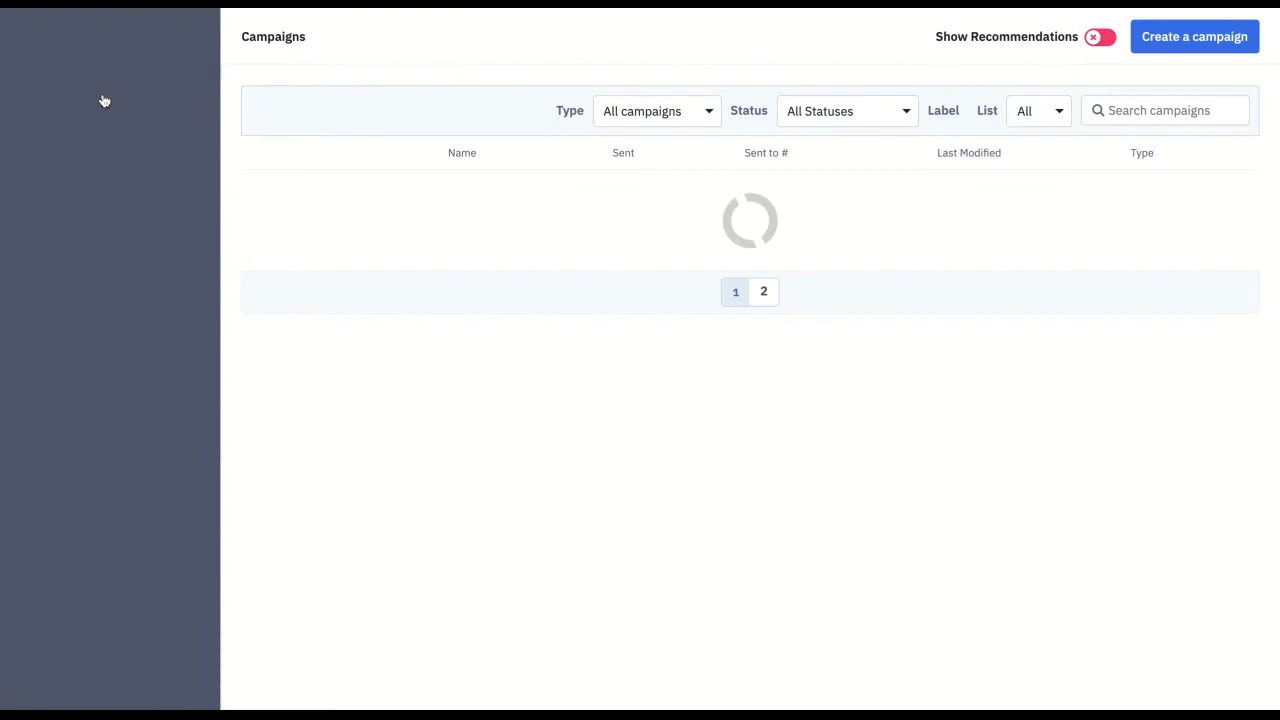 Campaigns
Show Recommendations
Create a campaign
Type All campaigns Status All Statuses Label List All Search campaigns
Name Sent Sent to # Last Modified Type
1 2